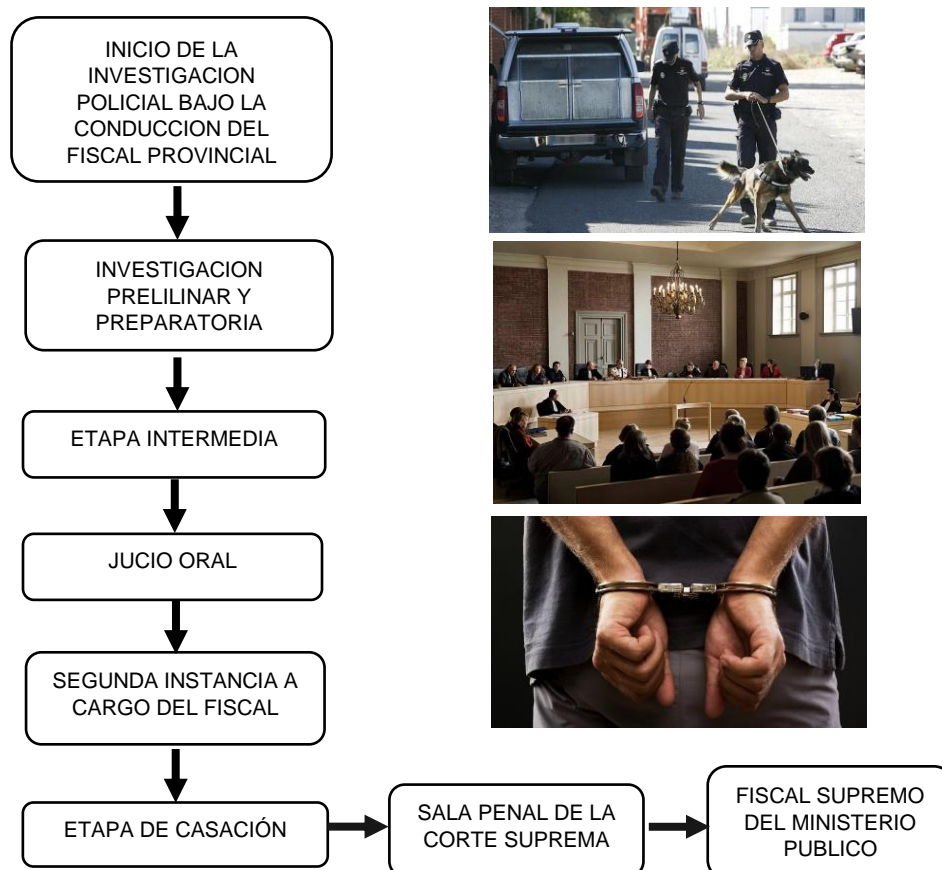 INICIO DE LA
INVESTIGACION
POLICIAL BAJO LA
CONDUCCION DEL
FISCAL PROVINCIAL
INVESTIGACION
PRELILINAR Y
PREPARATORIA
ETAPA INTERMEDIA
JUCIO ORAL
SEGUNDA INSTANCIA A
CARGO DEL FISCAL
ETAPA DE CASACIÓN
SALA PENAL DE LA
CORTE SUPREMA
FISCAL SUPREMO
DEL MINISTERIO
PUBLICO